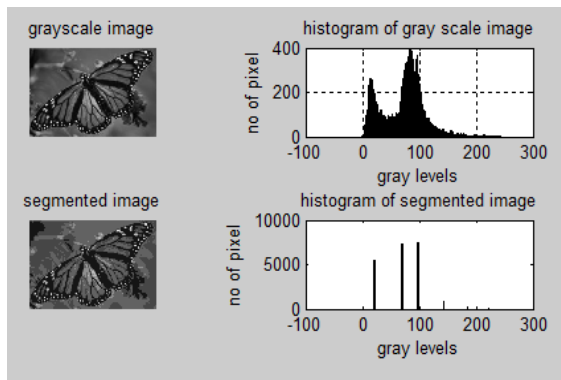 grayscale image
histogram of gray scale image
no of pixel
400
200
0
-100 0 100 200 300
gray levels
segmented image
histogram of segmented image
no of pixel
10000
5000
0
-100 0 100 200 300
gray levels